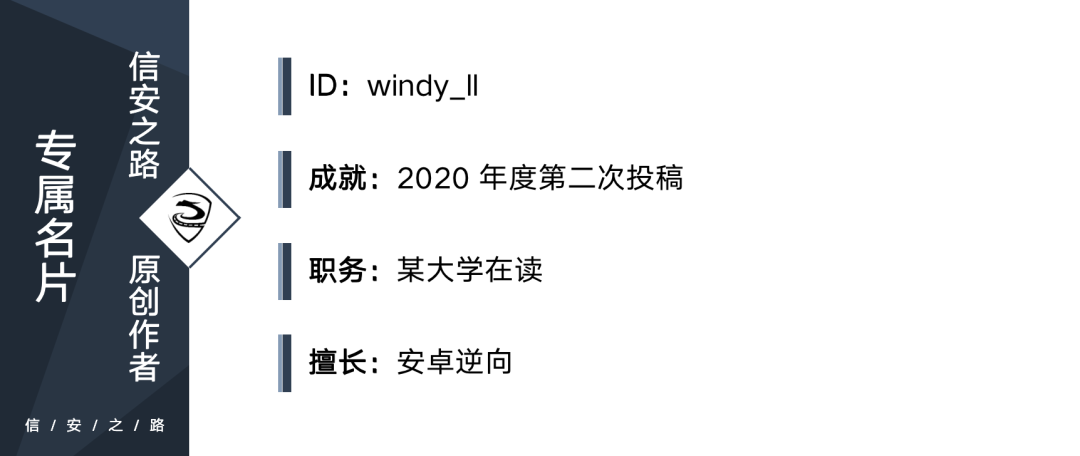 专属名片
信安之路
原创作者
信 / 安 / 之 / 路
ID：windy_ll
成就：2020 年度第二次投稿
职务：某大学在读
擅长：安卓逆向